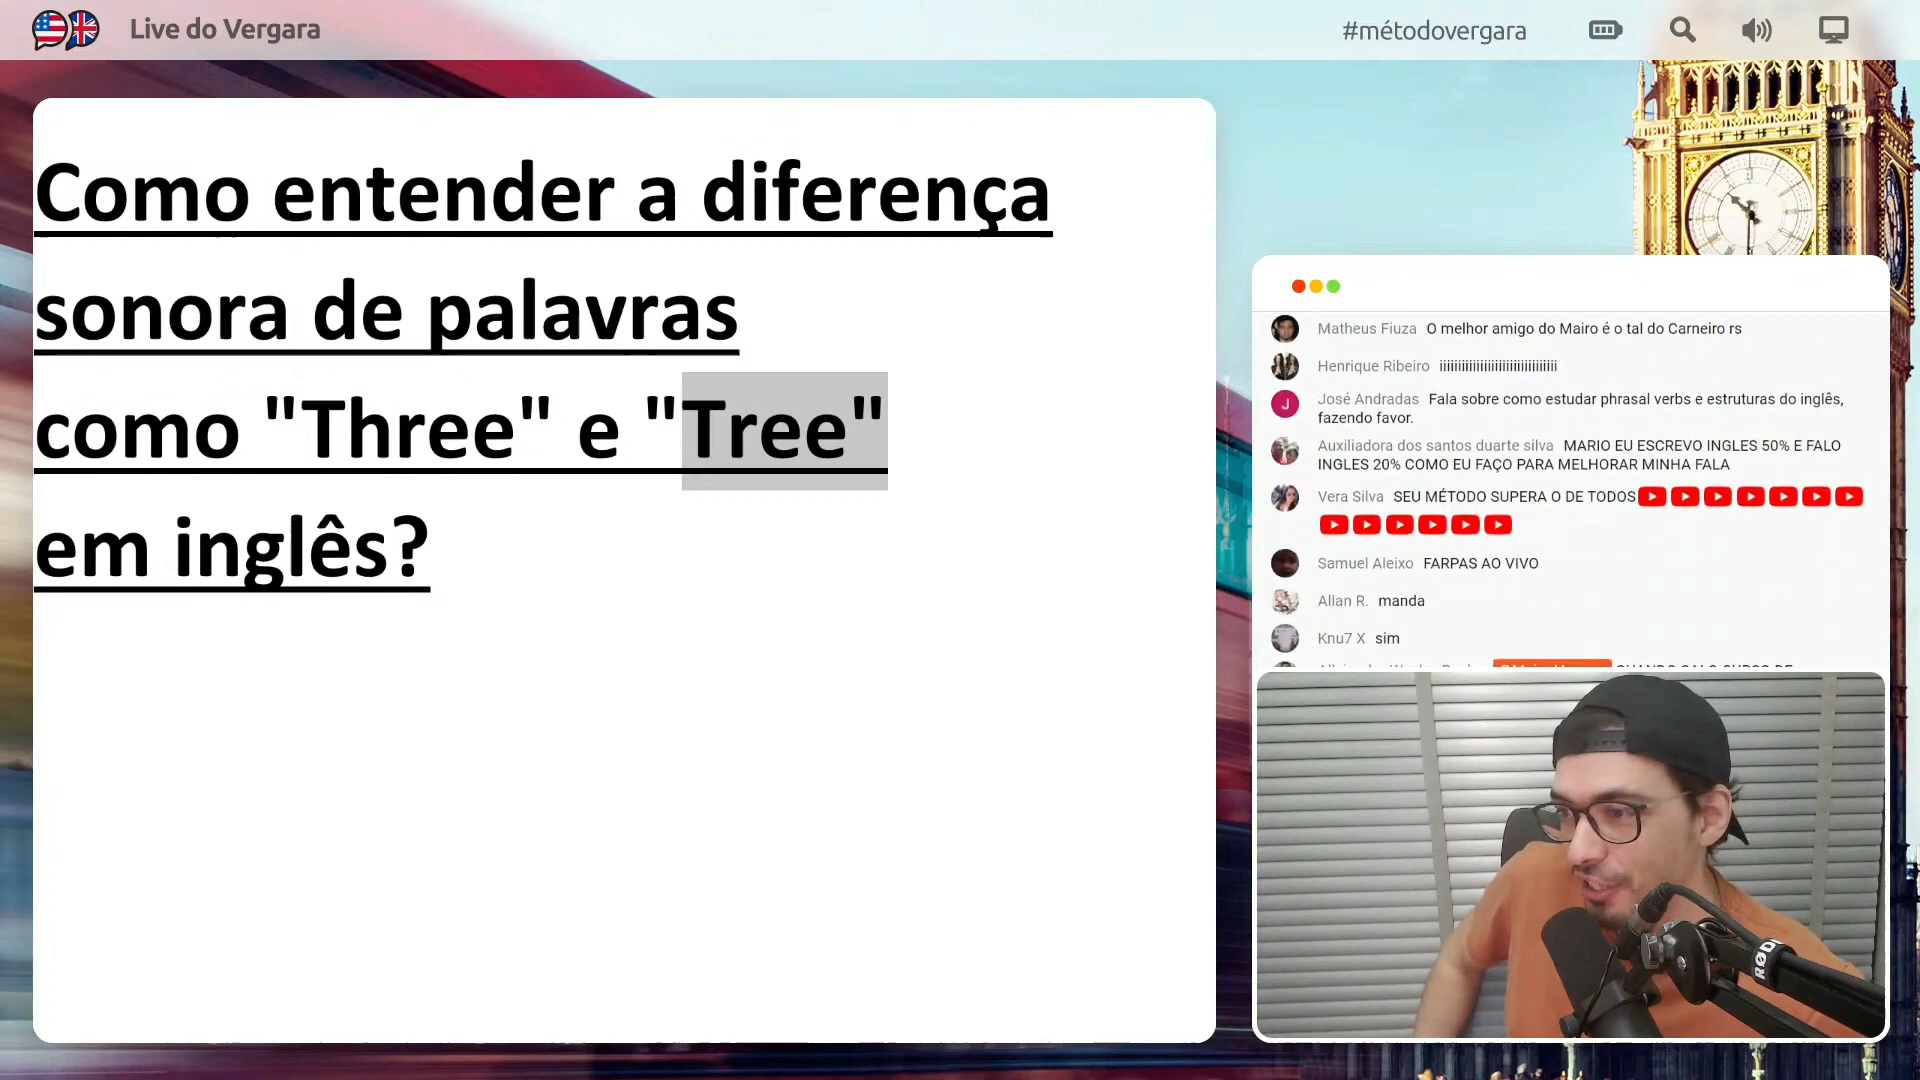 Live do Vergara
#métodovergara
Como entender a diferença
sonora de palavras
como "Three" e "Tree"
em inglês?
Matheus Fiuza O melhor amigo do Mairo é o tal do Carneiro rs
Henrique Ribeiro iiiiiiiiiiiiiiiiiiiiiiiiiiiiiiii
José Andradas Fala sobre como estudar phrasal verbs e estruturas do inglês,
fazendo favor.
Auxiliadora dos santos duarte silva MARIO EU ESCREVO INGLES 50% E FALO
INGLES 20% COMO EU FAÇO PARA MELHORAR MINHA FALA
Vera Silva SEU MÉTODO SUPERA O DE TODOS
Samuel Aleixo FARPAS AO VIVO
Allan R. manda
Knu7 X sim
J
RØDE